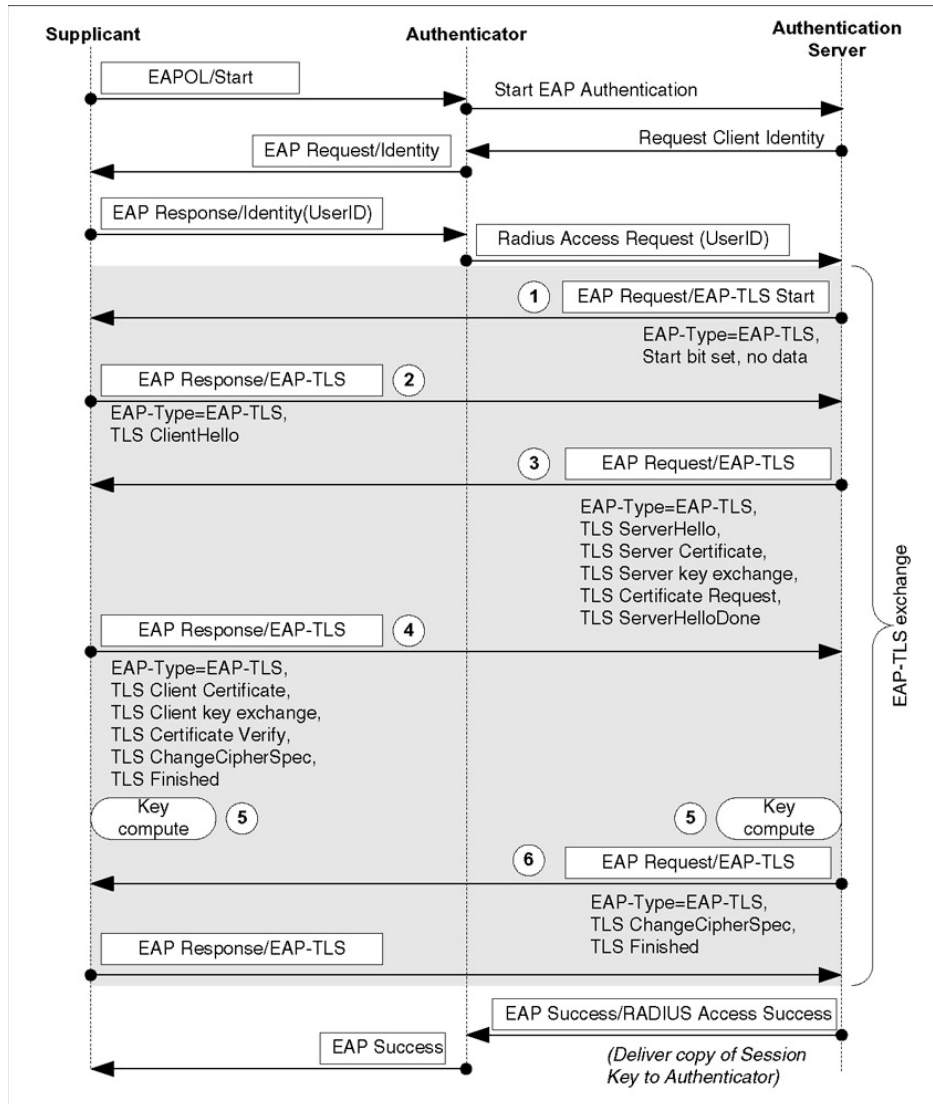 Supplicant
Authenticator
Authentication
Server
EAPOL/Start
Start EAP Authentication
Request Client Identity
EAP Request/Identity
EAP Response/Identity(UserID)
Radius Access Request (UserID)
1
EAP Request/EAP-TLS Start
EAP-Type=EAP-TLS,
Start bit set, no data
EAP Response/EAP-TLS
2
EAP-Type=EAP-TLS,
TLS ClientHello
3
EAP Request/EAP-TLS
EAP-Type=EAP-TLS,
TLS ServerHello,
TLS Server Certificate,
TLS Server key exchange,
TLS Certificate Request,
TLS ServerHelloDone
EAP Response/EAP-TLS
4
EAP-Type=EAP-TLS,
TLS Client Certificate,
TLS Client key exchange,
TLS Certificate Verify,
TLS ChangeCipherSpec,
TLS Finished
Key
compute
5
5
Key
compute
6
EAP Request/EAP-TLS
EAP-Type=EAP-TLS,
TLS ChangeCipherSpec,
TLS Finished
EAP Response/EAP-TLS
EAP-TLS exchange
EAP Success/RADIUS Access Success
EAP Success
(Deliver copy of Session
Key to Authenticator)